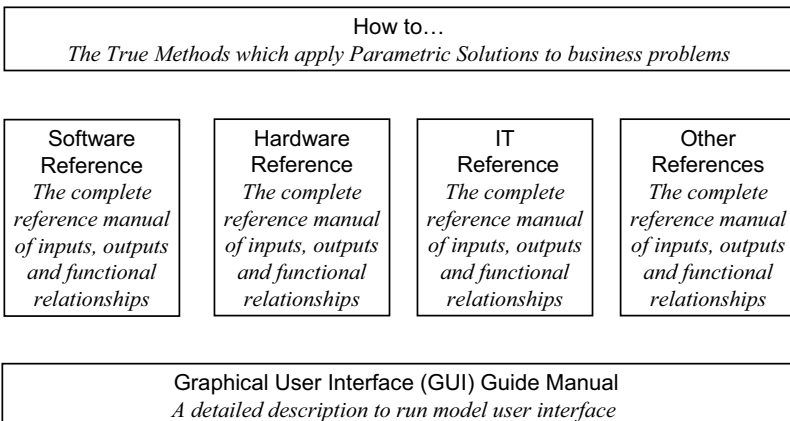 How to…
The True Methods which apply Parametric Solutions to business problems
Software
Reference
The complete
reference manual
of inputs, outputs
and functional
relationships
Hardware
Reference
The complete
reference manual
of inputs, outputs
and functional
relationships
IT
Reference
The complete
reference manual
of inputs, outputs
and functional
relationships
Other
References
The complete
reference manual
of inputs, outputs
and functional
relationships
Graphical User Interface (GUI) Guide Manual
A detailed description to run model user interface